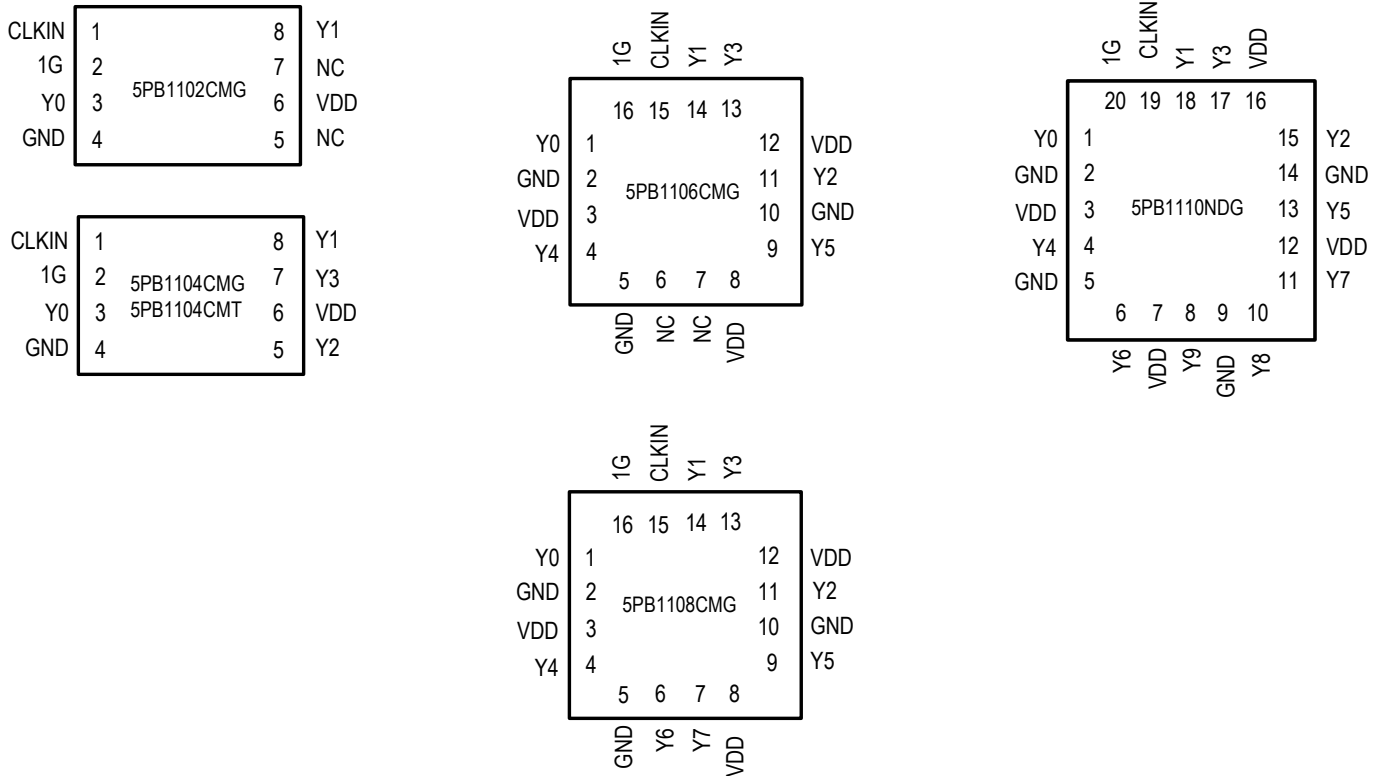 CLKIN 1 8 Y1
1G 2 7 NC
5PB1102CMG
Y0 3 6 VDD
GND 4 5 NC
CLKIN 1 8 Y1
1G 2 7 Y3
5PB1104CMG
Y0 3 5PB1104CMT 6 VDD
GND 4 5 Y2
1G CLKIN Y1 Y3
16 15 14 13
Y0 1 12 VDD
GND 2 11 Y2
5PB1106CMG
VDD 3 10 GND
Y4 4 9 Y5
5 6 7 8
GND NC NC VDD
1G CLKIN Y1 Y3 VDD
20 19 18 17 16
Y0 1 15 Y2
GND 2 14 GND
VDD 3 5PB1110NDG 13 Y5
Y4 4 12 VDD
GND 5 11 Y7
6 7 8 9 10
Y6 VDD Y9 GND Y8
1G CLKIN Y1 Y3
16 15 14 13
Y0 1 12 VDD
GND 2 11 Y2
5PB1108CMG
VDD 3 10 GND
Y4 4 9 Y5
5 6 7 8
GND Y6 Y7 VDD